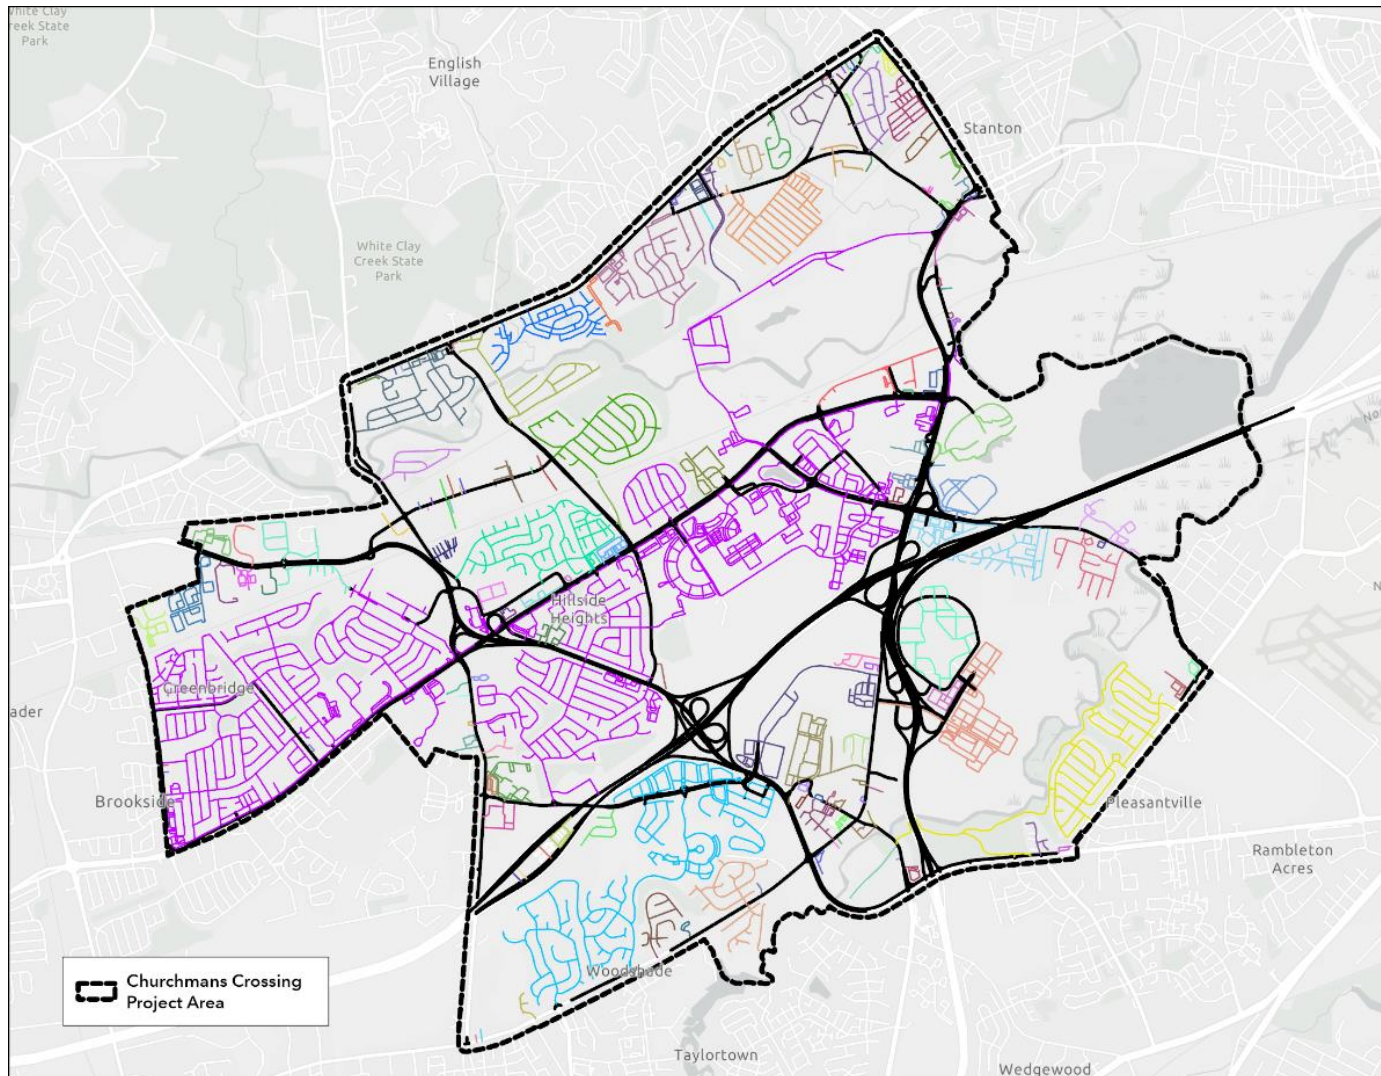 White Clay
Creek State
Park
English
Village
Stanton
White Clay
Creek State
Park
Hillside
Heights
Greenbridge
Brookside
Pleasantville
Rambleton
Acres
Woodshade
Churchmans Crossing
Project Area
Taylortown
Wedgewood